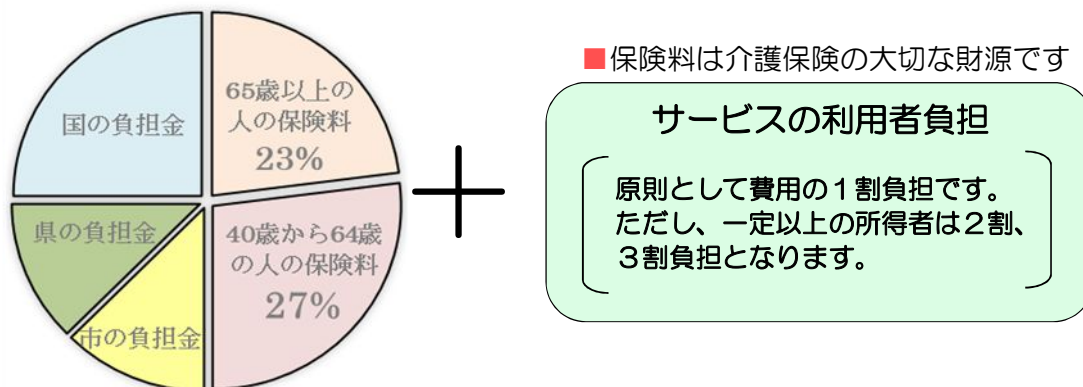 国の負担金
65歳以上の
人の保険料
23%
県の負担金
40歳から64歳
の人の保険料
27%
市の負担金
■保険料は介護保険の大切な財源です
サービスの利用者負担
原則として費用の１割負担です。
ただし、一定以上の所得者は２割、
３割負担となります。